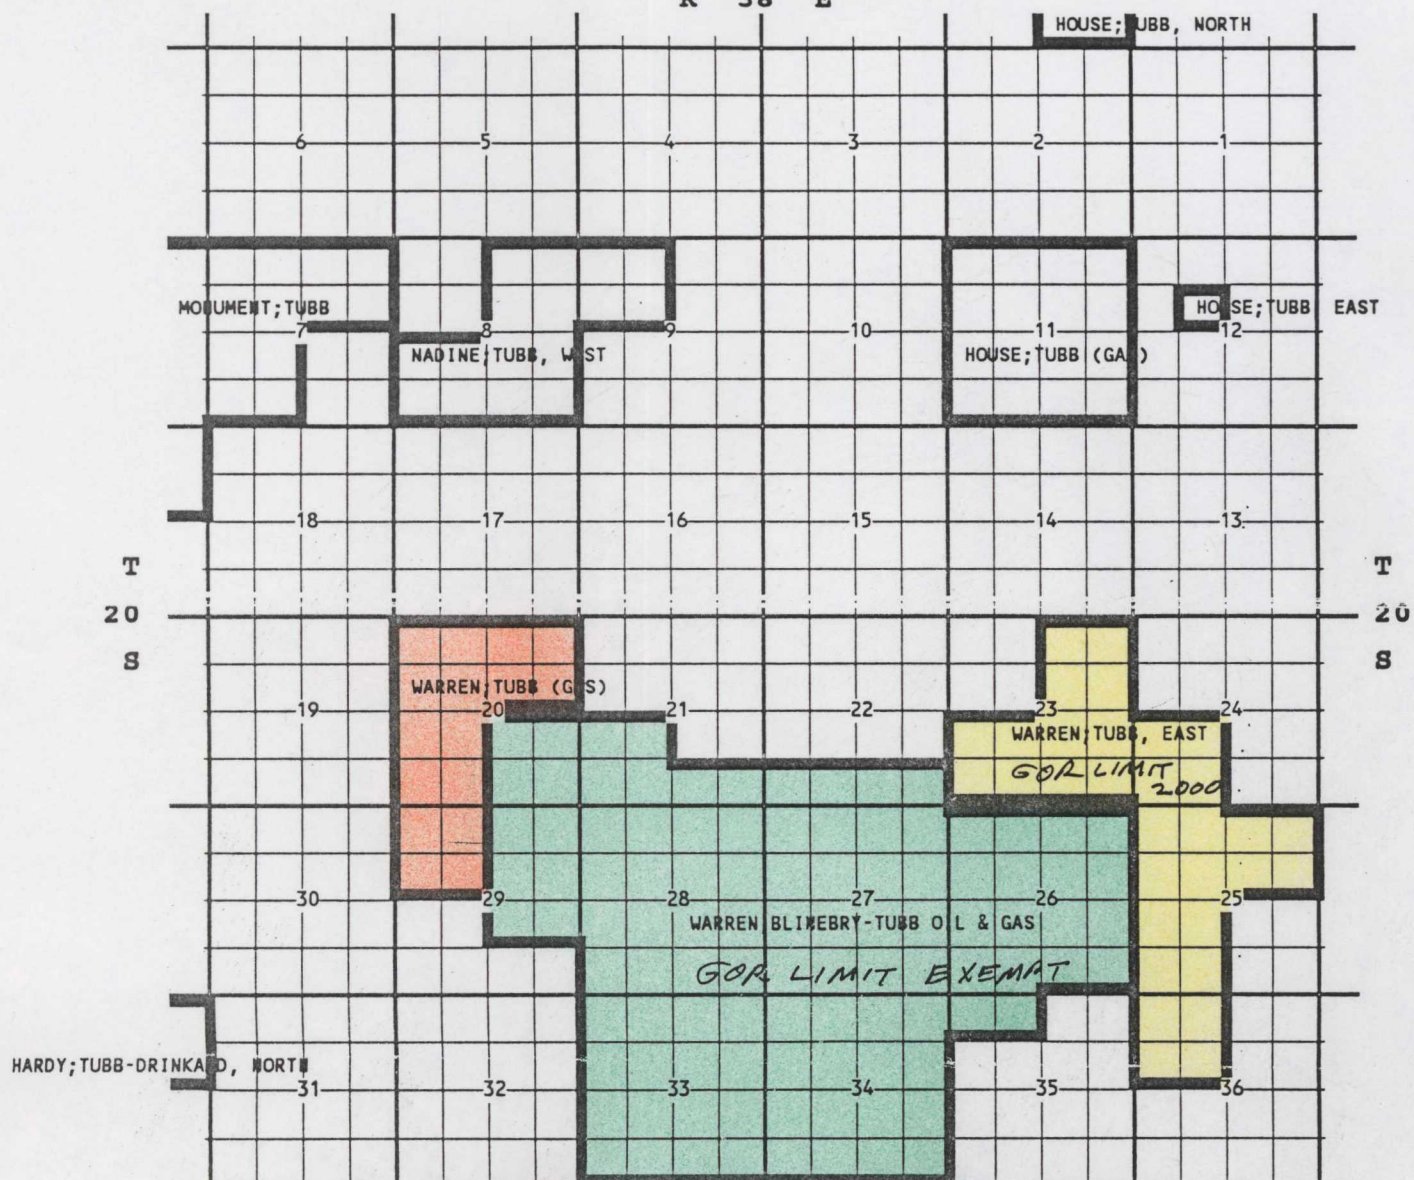 HOUSE; UBB, NORTH
6 5 4 3 2 1
MONUMENT;TUBB
HOUSE;TUBB EAST
7 8 9 10 11 12
NADINE;TUBB, W ST
HOUSE;TUBB (GAS)
18 17 16 15 14 13
T T
20 20
S S
WARREN;TUBB (GAS)
19 20 21 22 23 24
WARREN;TUBB, EAST
GOR LIMIT
2000
30 29 28 27 26 25
WARREN BLINEBRY-TUBB OIL & GAS
GOR LIMIT EXEMPT
HARDY;TUBB-DRINKARD, NORTH
31 32 33 34 35 36